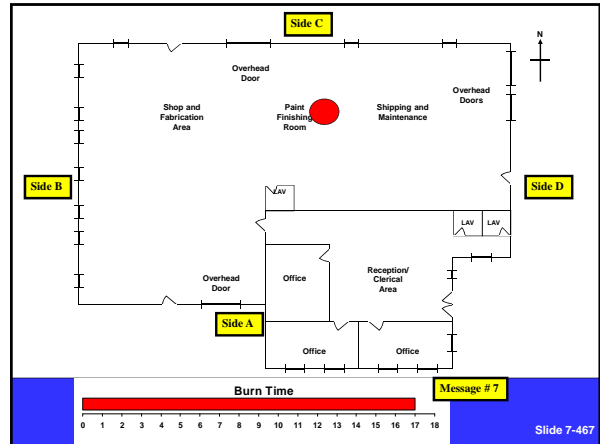 Side C
N
Overhead
Door
Overhead
Doors
Shop and
Fabrication
Area
Paint
Finishing
Room
Shipping and
Maintenance
Side B
Side D
LAV
LAV
LAV
Overhead
Door
Office
Reception/
Clerical
Area
Side A
Office
Office
Message # 7
Burn Time
0 1 2 3 4 5 6 7 8 9 10 11 12 13 14 15 16 17 18
Slide 7-467